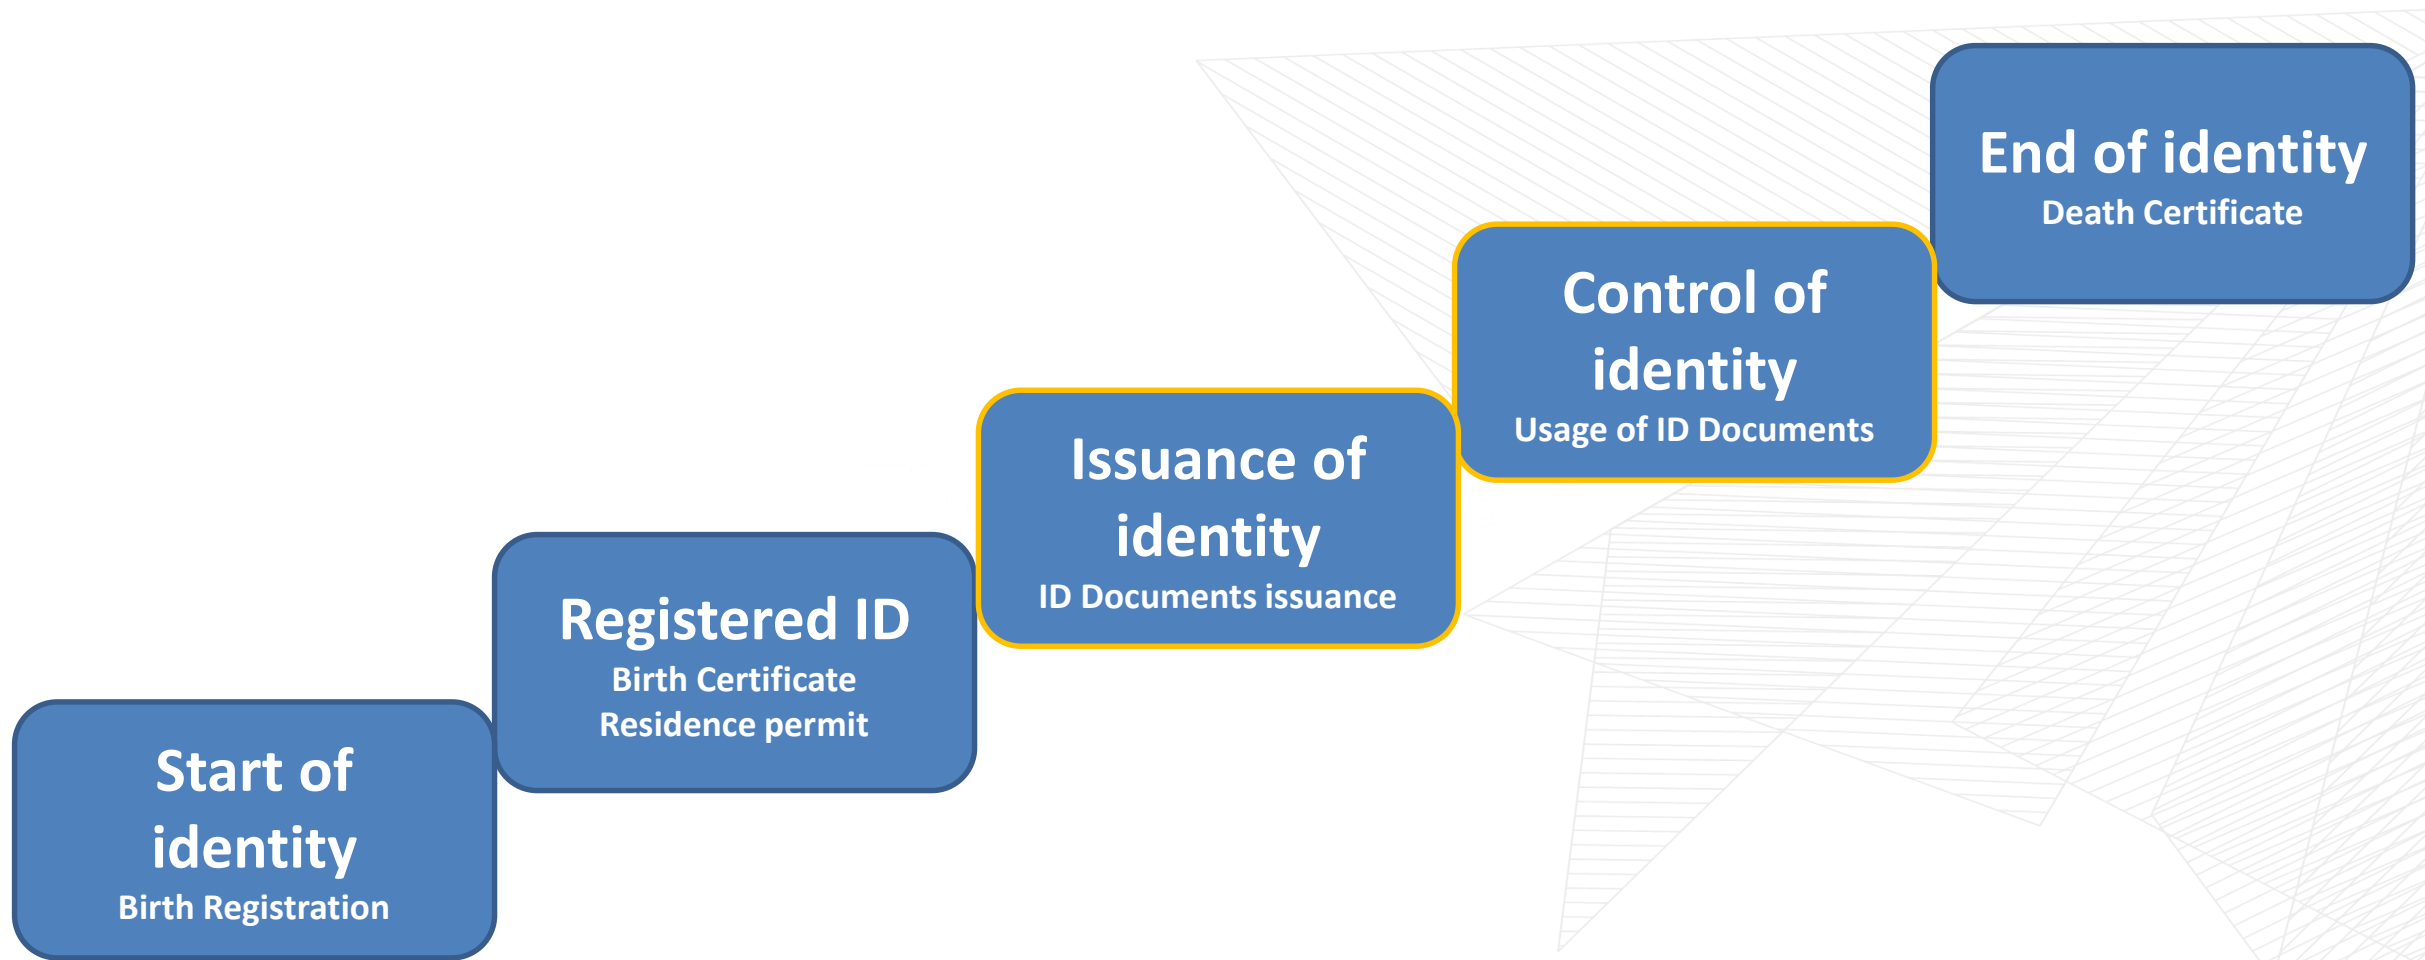 Start of
identity
Birth Registration
Registered ID
Birth Certificate
Residence permit
Issuance of
identity
ID Documents issuance
Control of
identity
Usage of ID Documents
End of identity
Death Certificate